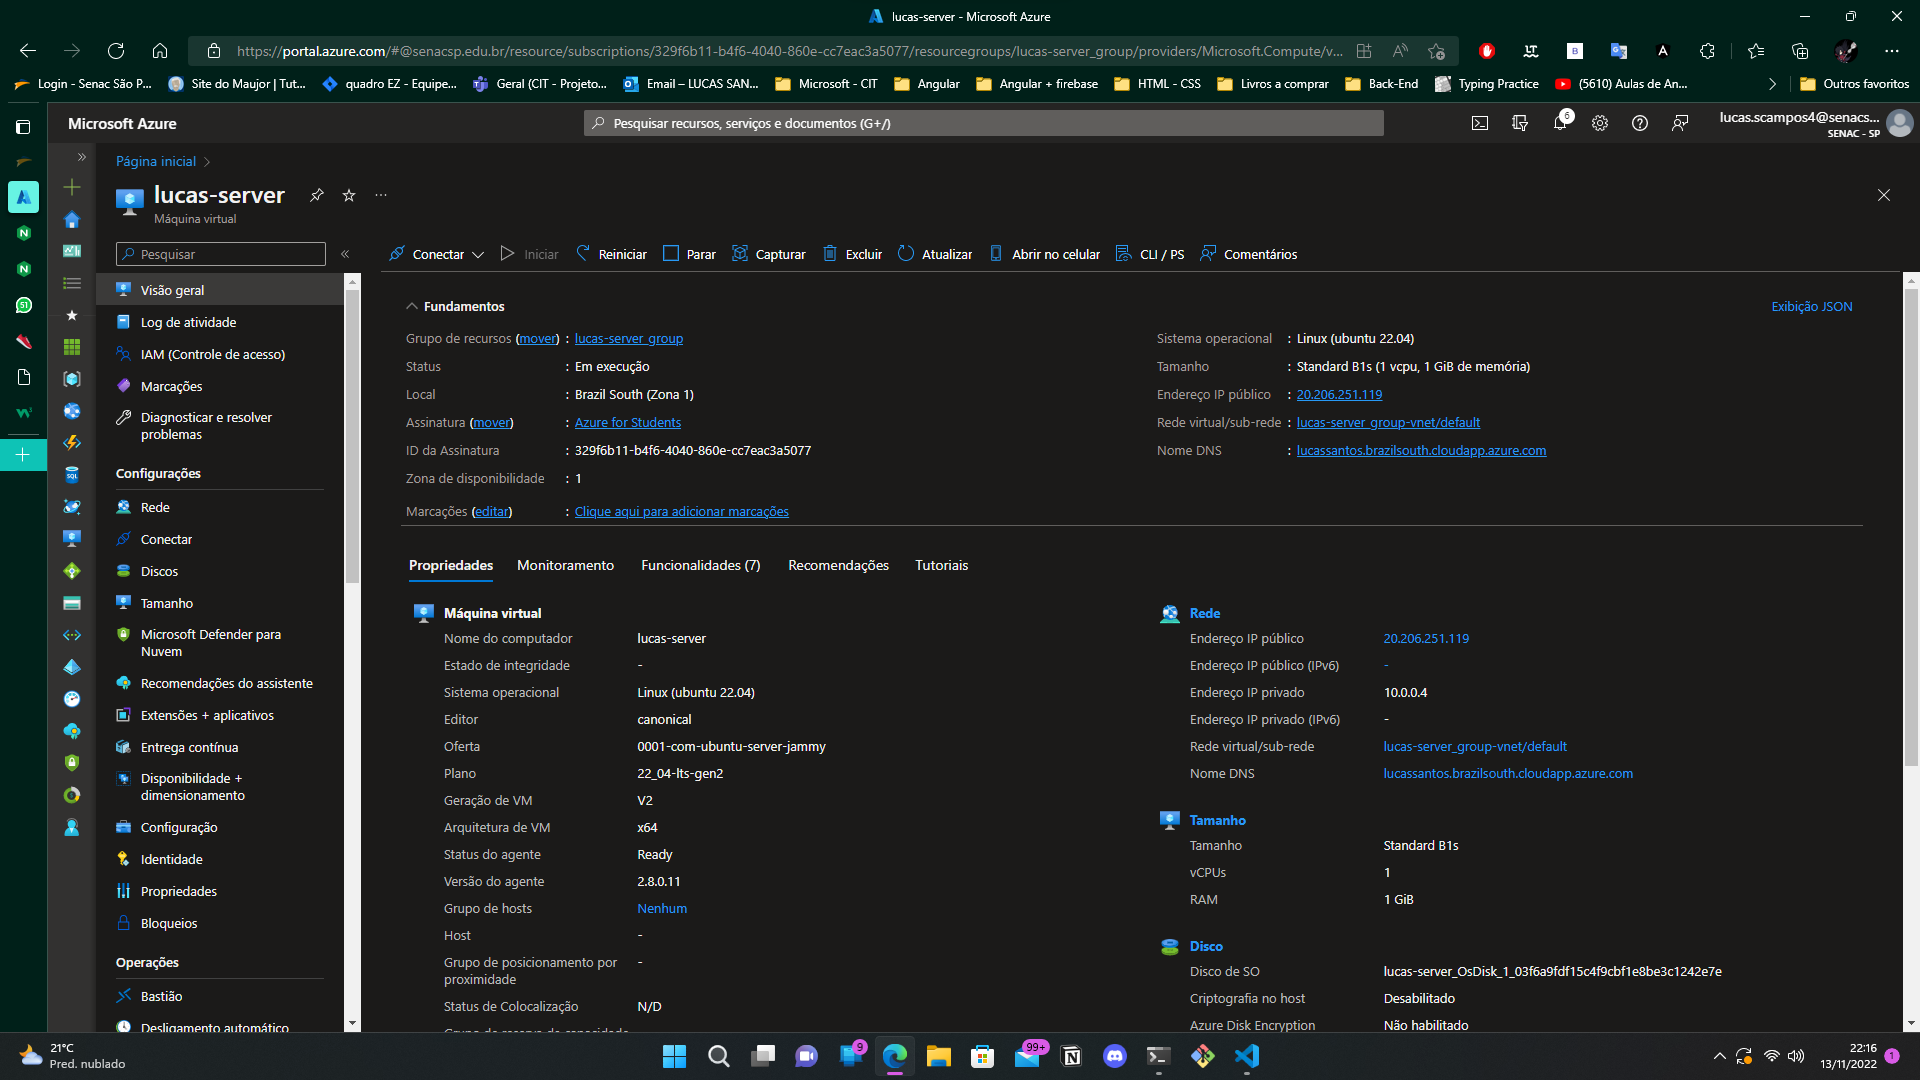 lucas-server - Microsoft Azure
https://portal.azure.com/#@senacsp.edu.br/resource/subscriptions/329f6b11-b4f6-4040-860e-cc7eac3a5077/resourcegroups/lucas-server_group/providers/Microsoft.Compute/v...
Login - Senac São P...
Site do Maujor | Tut...
quadro EZ - Equipe...
Geral (CIT - Projeto...
Email – LUCAS SAN...
Microsoft - CIT
Angular
Angular + firebase
HTML - CSS
Livros a comprar
Back-End
Typing Practice
(5610) Aulas de An...
Outros favoritos
Microsoft Azure
Pesquisar recursos, serviços e documentos (G+/)
6
lucas.scampos4@senacs...
SENAC - SP
Página inicial
lucas-server
Máquina virtual
Pesquisar
Conectar
Iniciar
Reiniciar
Parar
Capturar
Excluir
Atualizar
Abrir no celular
CLI / PS
Comentários
Visão geral
Log de atividade
IAM (Controle de acesso)
Marcações
Diagnosticar e resolver
problemas
Configurações
Rede
Conectar
Discos
Tamanho
Microsoft Defender para
Nuvem
Recomendações do assistente
Extensões + aplicativos
Entrega contínua
Disponibilidade +
dimensionamento
Configuração
Identidade
Propriedades
Bloqueios
Operações
Bastião
Desligamento automático
Fundamentos
Exibição JSON
Grupo de recursos (mover) : lucas-server_group
Status : Em execução
Local : Brazil South (Zona 1)
Assinatura (mover) : Azure for Students
ID da Assinatura : 329f6b11-b4f6-4040-860e-cc7eac3a5077
Zona de disponibilidade : 1
Marcações (editar) : Clique aqui para adicionar marcações
Sistema operacional : Linux (ubuntu 22.04)
Tamanho : Standard B1s (1 vcpu, 1 GiB de memória)
Endereço IP público : 20.206.251.119
Rede virtual/sub-rede : lucas-server_group-vnet/default
Nome DNS : lucassantos.brazilsouth.cloudapp.azure.com
Propriedades
Monitoramento
Funcionalidades (7)
Recomendações
Tutoriais
Máquina virtual
Nome do computador lucas-server
Estado de integridade -
Sistema operacional Linux (ubuntu 22.04)
Editor canonical
Oferta 0001-com-ubuntu-server-jammy
Plano 22_04-lts-gen2
Geração de VM V2
Arquitetura de VM x64
Status do agente Ready
Versão do agente 2.8.0.11
Grupo de hosts Nenhum
Host -
Grupo de posicionamento por -
proximidade
Status de Colocalização N/D
Grupo de reserva de capacidade
Rede
Endereço IP público 20.206.251.119
Endereço IP público (IPv6) -
Endereço IP privado 10.0.0.4
Endereço IP privado (IPv6) -
Rede virtual/sub-rede lucas-server_group-vnet/default
Nome DNS lucassantos.brazilsouth.cloudapp.azure.com
Tamanho
Tamanho Standard B1s
vCPUs 1
RAM 1 GiB
Disco
Disco de SO lucas-server_OsDisk_1_03f6a9fdf15c4f9cbf1e8be3c1242e7e
Criptografia no host Desabilitado
Azure Disk Encryption Não habilitado
21°C
Pred. nublado
9
99+
22:16
13/11/2022
1